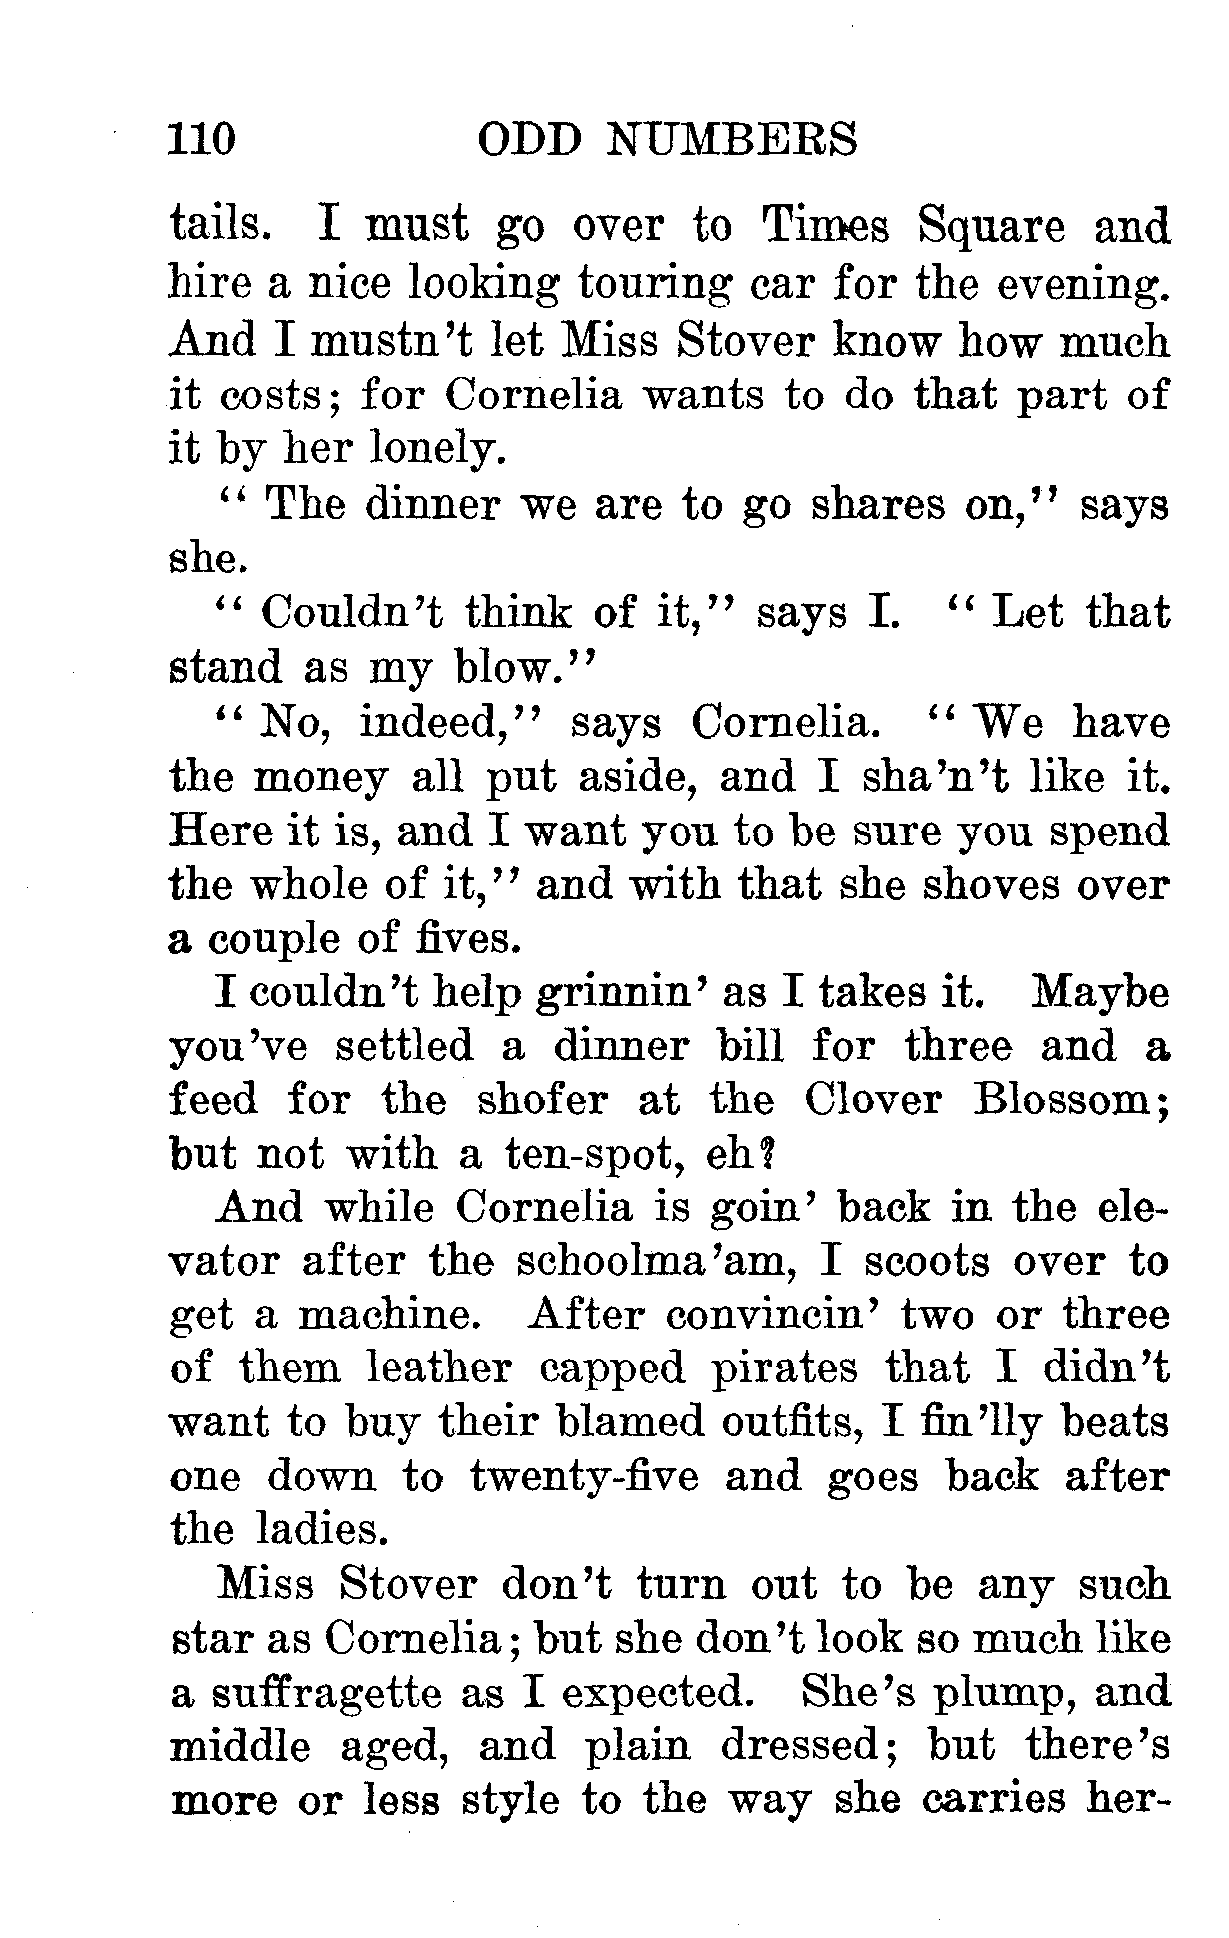 110 ODD NUMBERS
tails. I must go over to Times Square and
hire a nice looking touring car for the evening.
And I mustn't let Miss Stover know how much
it costs; for Cornelia wants to do that part of
it by her lonely.
"The dinner we are to go shares on," says
she.
"Couldn't think of it," says I. "Let that
stand as my blow."
"No, indeed," says Cornelia. "We have
the money all put aside, and I sha'n't like it.
Here it is, and I want you to be sure you spend
the whole of it," and with that she shoves over
a couple of fives.
I couldn't help grinnin' as I takes it. Maybe
you've settled a dinner bill for three and a
feed for the shofer at the Clover Blossom;
but not with a ten-spot, eh?
And while Cornelia is goin' back in the ele-
vator after the schoolma'am, I scoots over to
get a machine. After convincin' two or three
of them leather capped pirates that I didn't
want to buy their blamed outfits, I fin'lly beats
one down to twenty-five and goes back after
the ladies.
Miss Stover don't turn out to be any such
star as Cornelia; but she don't look so much like
a suffragette as I expected. She's plump, and
middle aged, and plain dressed; but there's
more or less style to the way she carries her-